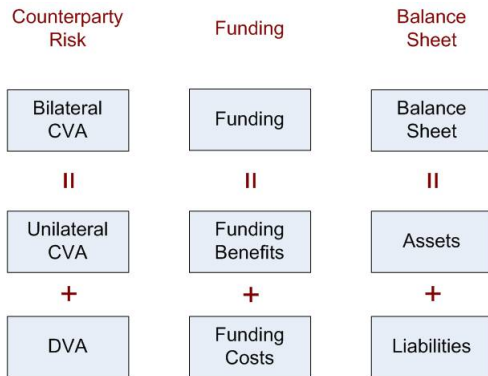 Counterparty
Risk
Funding
Balance
Sheet
Bilateral
CVA
Funding
Balance
Sheet
=
=
=
Unilateral
CVA
Funding
Benefits
Assets
+
+
+
DVA
Funding
Costs
Liabilities